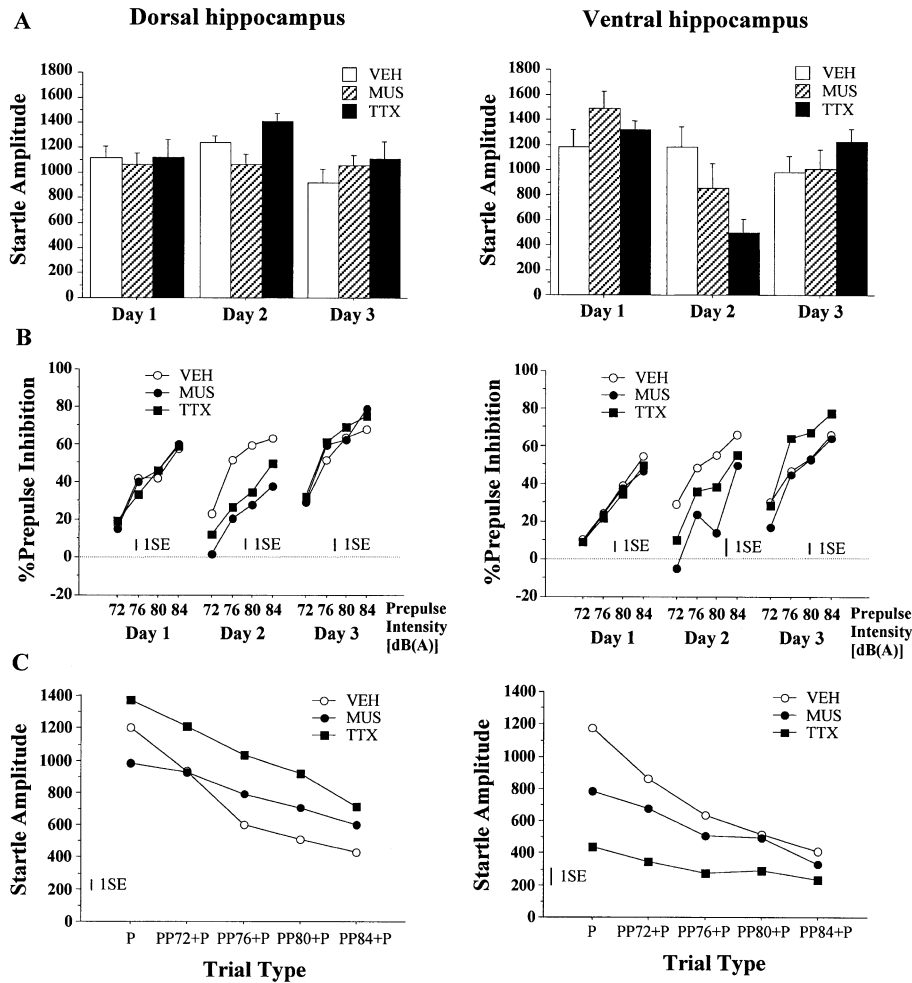 A
Dorsal hippocampus
Ventral hippocampus
Startle Amplitude
1800
1600
1400
1200
1000
800
600
400
200
0
VEH
MUS
TTX
Day 1 Day 2 Day 3
Startle Amplitude
1800
1600
1400
1200
1000
800
600
400
200
0
VEH
MUS
TTX
Day 1 Day 2 Day 3
B
%Prepulse Inhibition
100
80
60
40
20
0
-20
VEH
MUS
TTX
1SE 1SE 1SE
72 76 80 84 72 76 80 84 72 76 80 84 Prepulse
Day 1 Day 2 Day 3 Intensity
[dB(A)]
%Prepulse Inhibition
100
80
60
40
20
0
-20
VEH
MUS
TTX
1SE 1SE 1SE
72 76 80 84 72 76 80 84 72 76 80 84 Prepulse
Day 1 Day 2 Day 3 Intensity
[dB(A)]
C
Startle Amplitude
1400
1200
1000
800
600
400
200
0
VEH
MUS
TTX
1SE
P PP72+P PP76+P PP80+P PP84+P
Trial Type
Startle Amplitude
1400
1200
1000
800
600
400
200
0
VEH
MUS
TTX
1SE
P PP72+P PP76+P PP80+P PP84+P
Trial Type